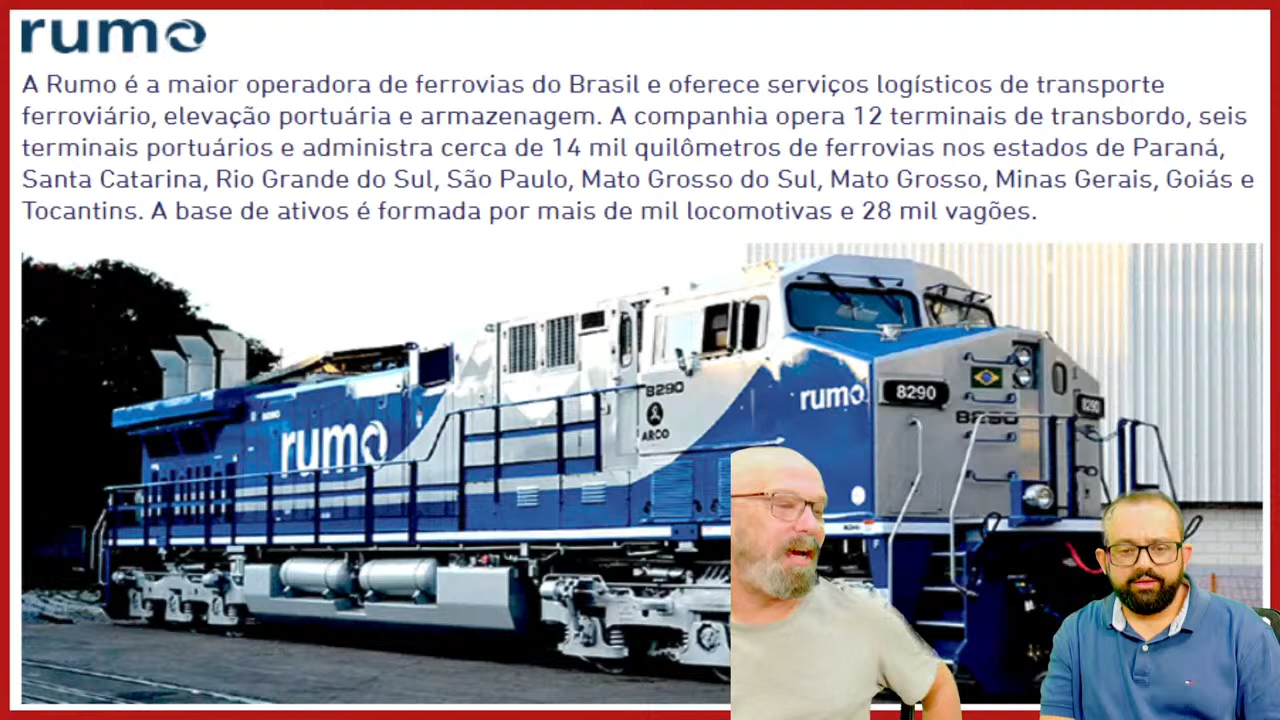 rumo
A Rumo é a maior operadora de ferrovias do Brasil e oferece serviços logísticos de transporte
ferroviário, elevação portuária e armazenagem. A companhia opera 12 terminais de transbordo, seis
terminais portuários e administra cerca de 14 mil quilômetros de ferrovias nos estados de Paraná,
Santa Catarina, Rio Grande do Sul, São Paulo, Mato Grosso do Sul, Mato Grosso, Minas Gerais, Goiás e
Tocantins. A base de ativos é formada por mais de mil locomotivas e 28 mil vagões.
8290
ARCO
rumo
8290
8290
8290
8290
rumo